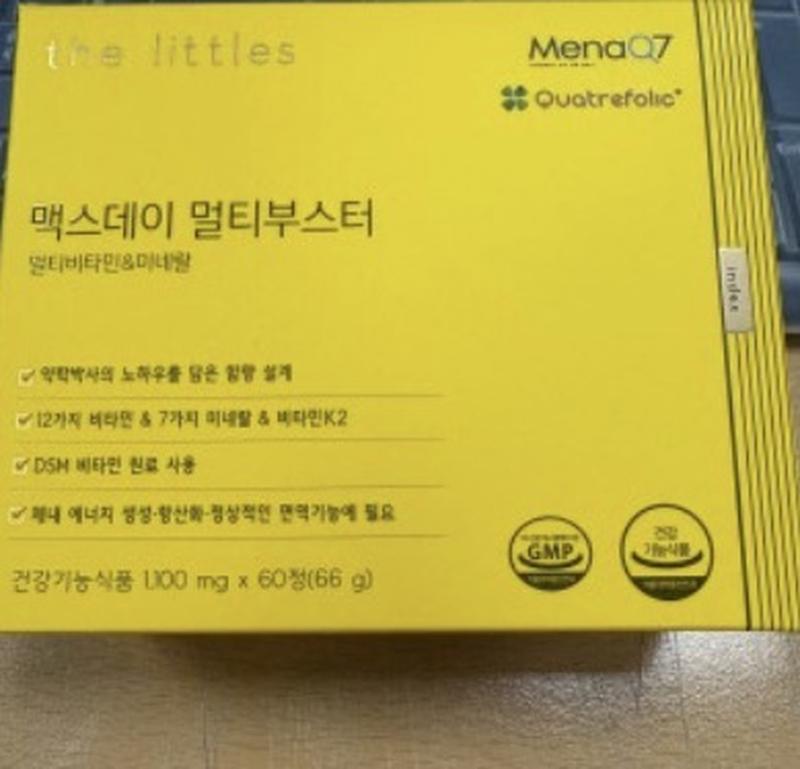 the littles
MenaQ7
Quatrefolic
맥스데이 멀티부스터
멀티비타민&미네랄
index
약학박사의 노하우를 담은 함량 설계
12가지 비타민 & 7가지 미네랄 & 비타민K2
DSM 비타민 원료 사용
체내 에너지 생성·항산화·정상적인 면역기능에 필요
GMP
건강
기능식품
건강기능식품 1,100 mg x 60정(66 g)